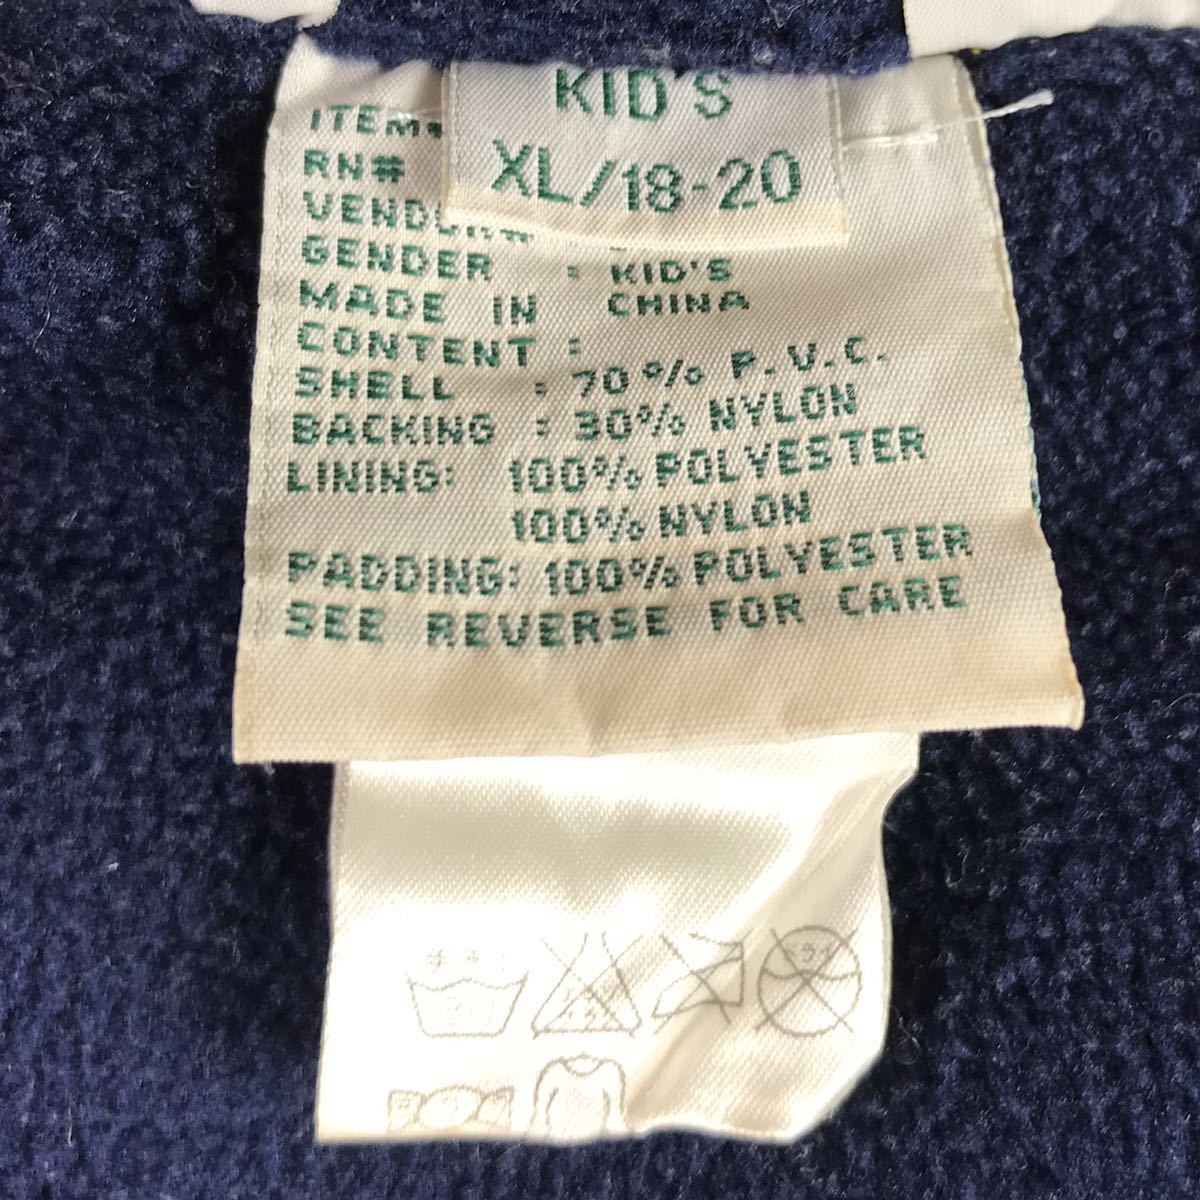 KID'S
XL/18-20
ITEM#
RN#
VENDER#
GENDER : KID'S
MADE IN CHINA
CONTENT :
SHELL : 70% P.V.C.
BACKING : 30% NYLON
LINING: 100% POLYESTER
100% NYLON
PADDING: 100% POLYESTER
SEE REVERSE FOR CARE